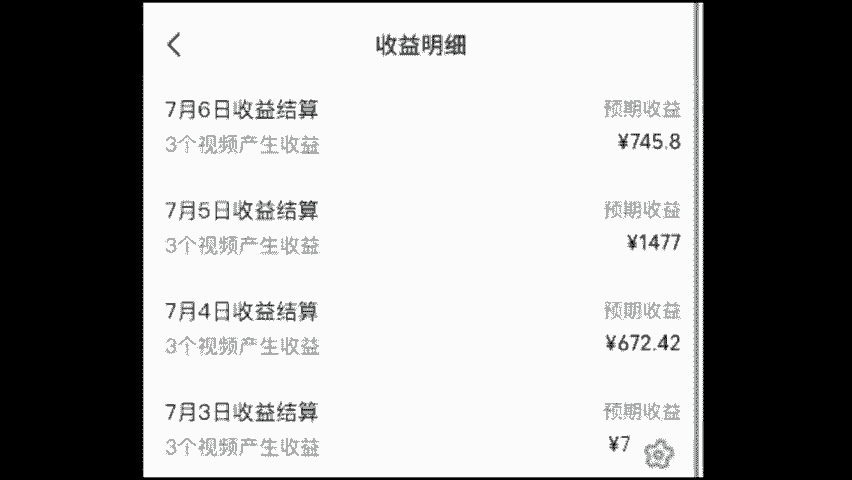 收益明细
7月6日收益结算 预期收益
3个视频产生收益 ¥745.8
7月5日收益结算 预期收益
3个视频产生收益 ¥1477
7月4日收益结算 预期收益
3个视频产生收益 ¥672.42
7月3日收益结算 预期收益
3个视频产生收益 ¥7